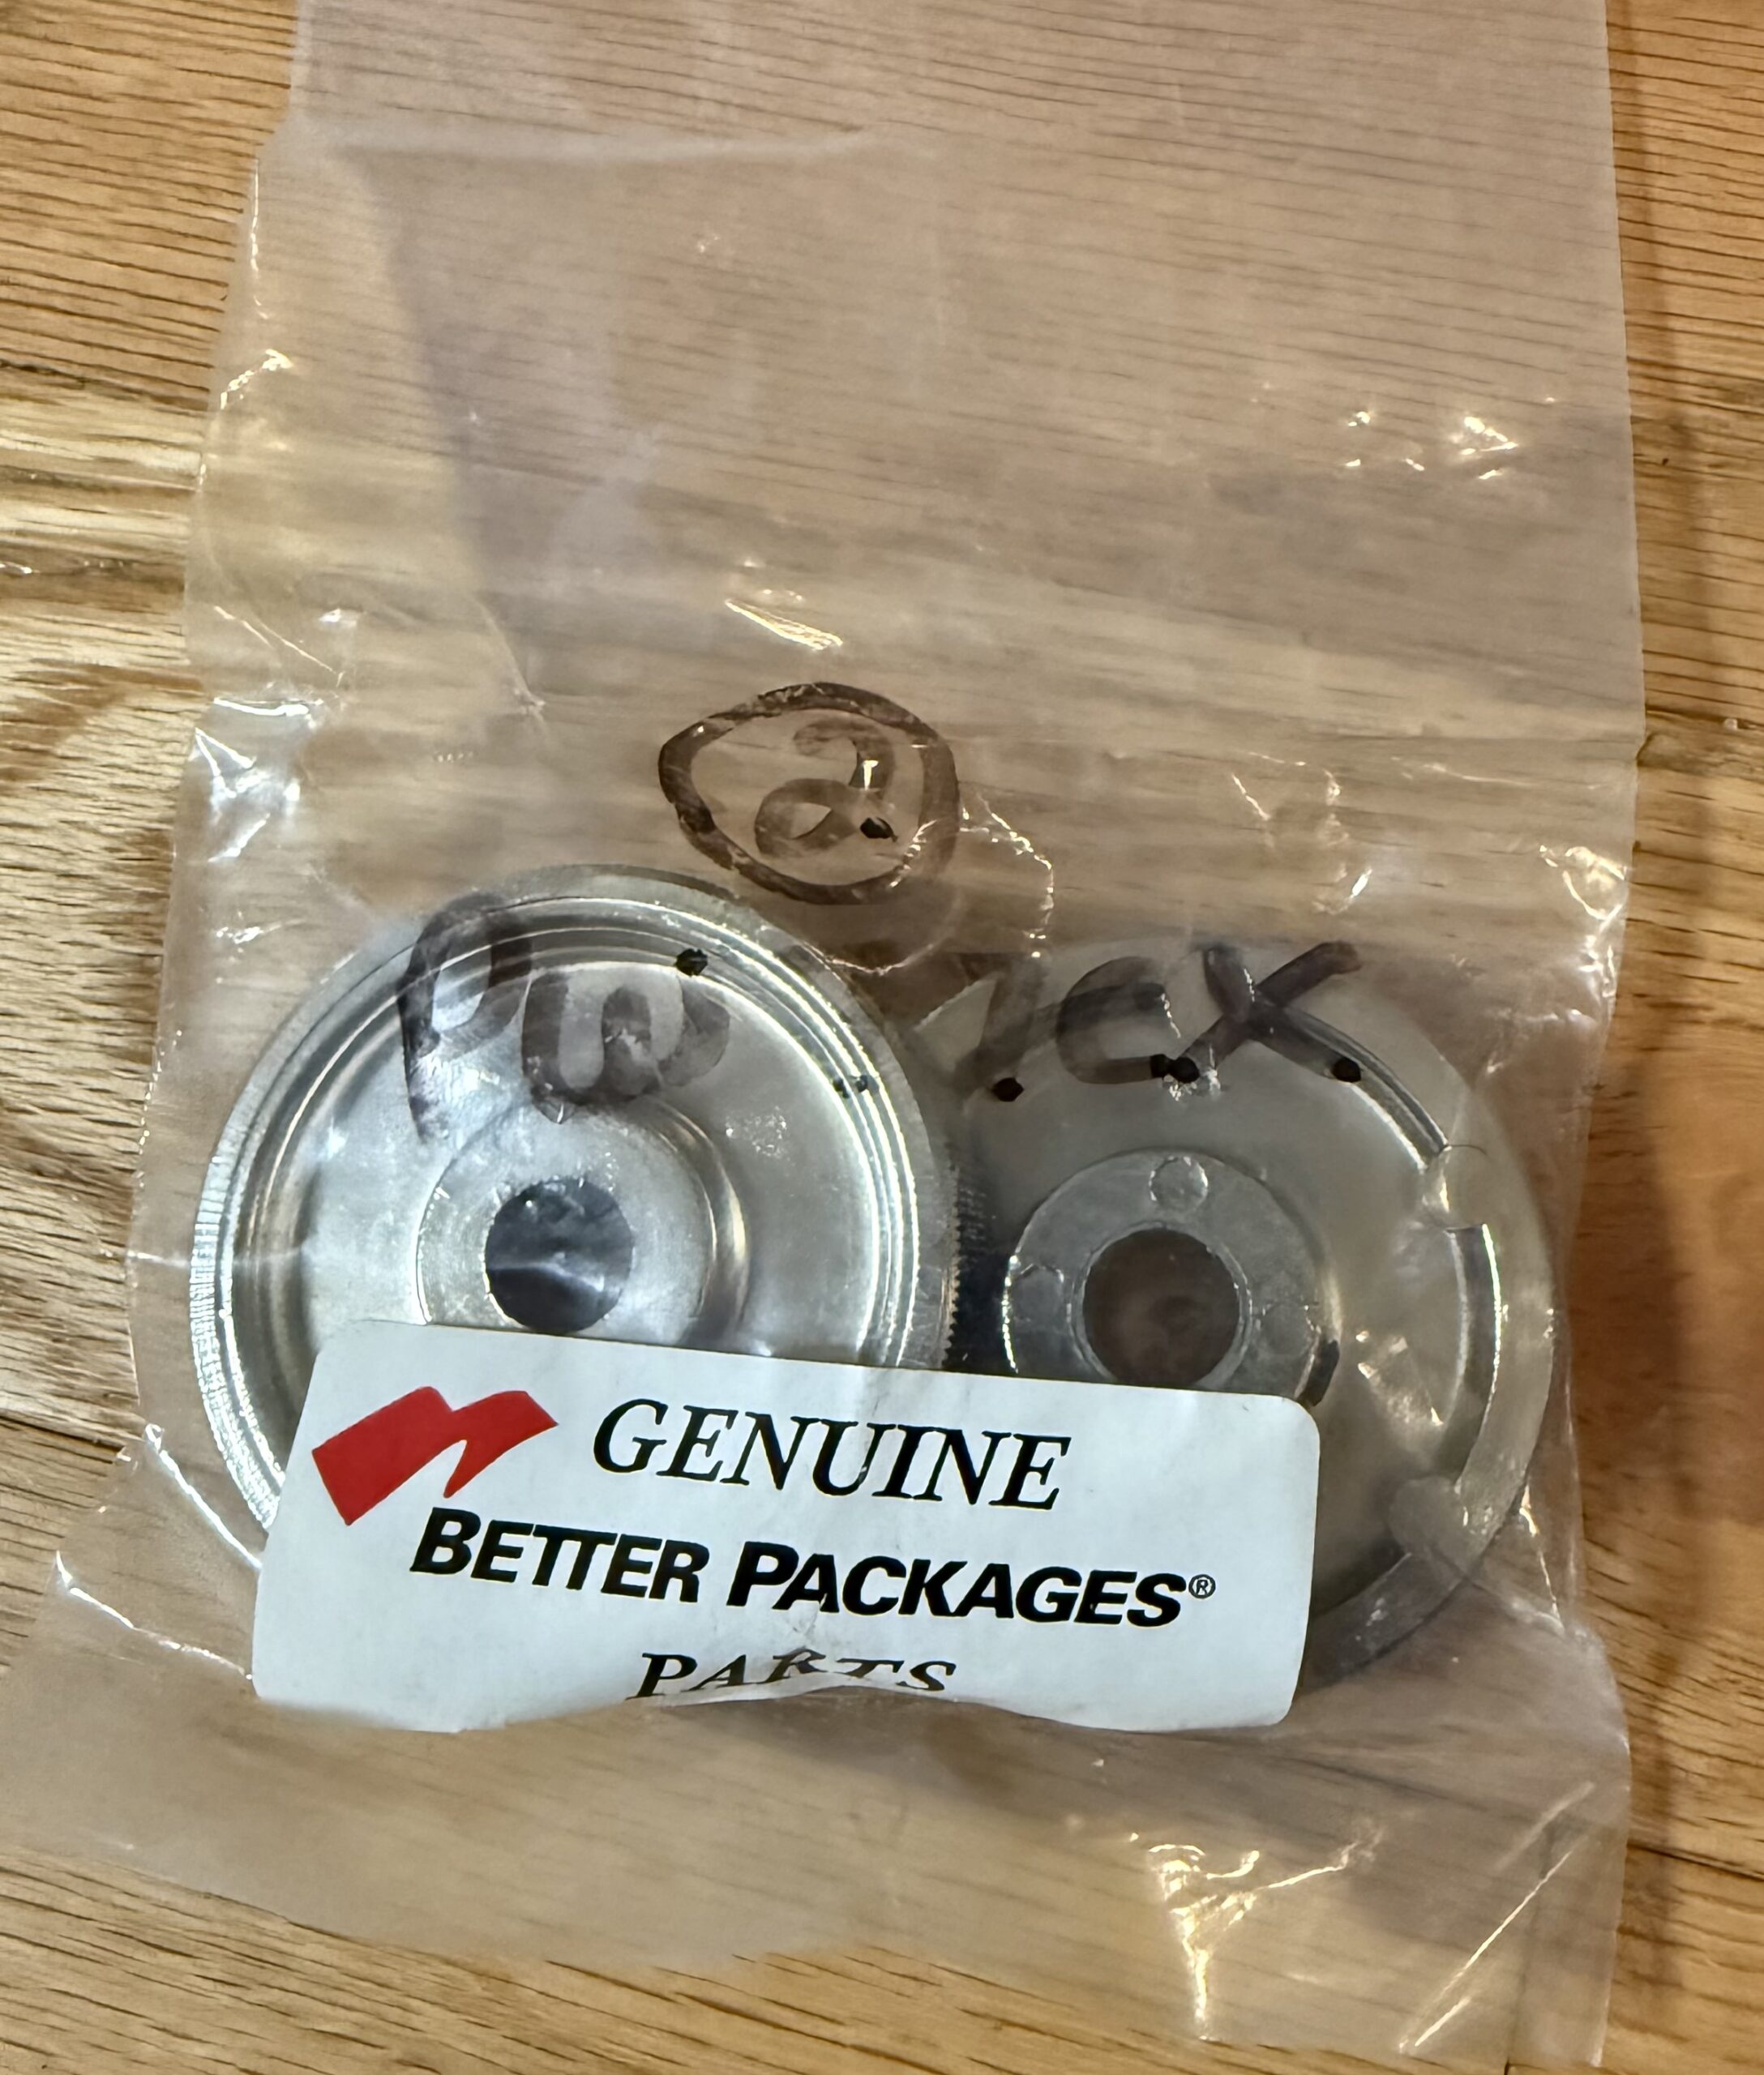 2
GENUINE
BETTER PACKAGES®
PARTS